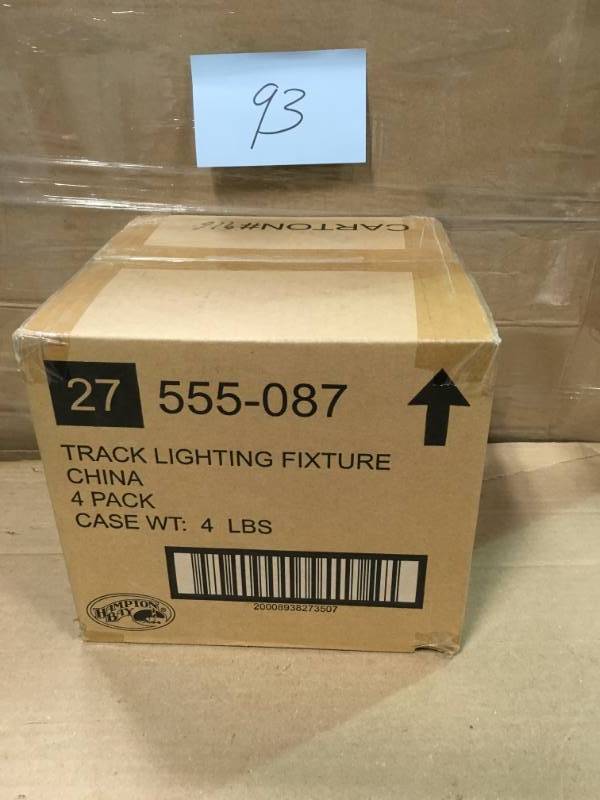 93
CARTON#
27 555-087
TRACK LIGHTING FIXTURE
CHINA
4 PACK
CASE WT: 4 LBS
20008938273507
HAMPTON
BAY